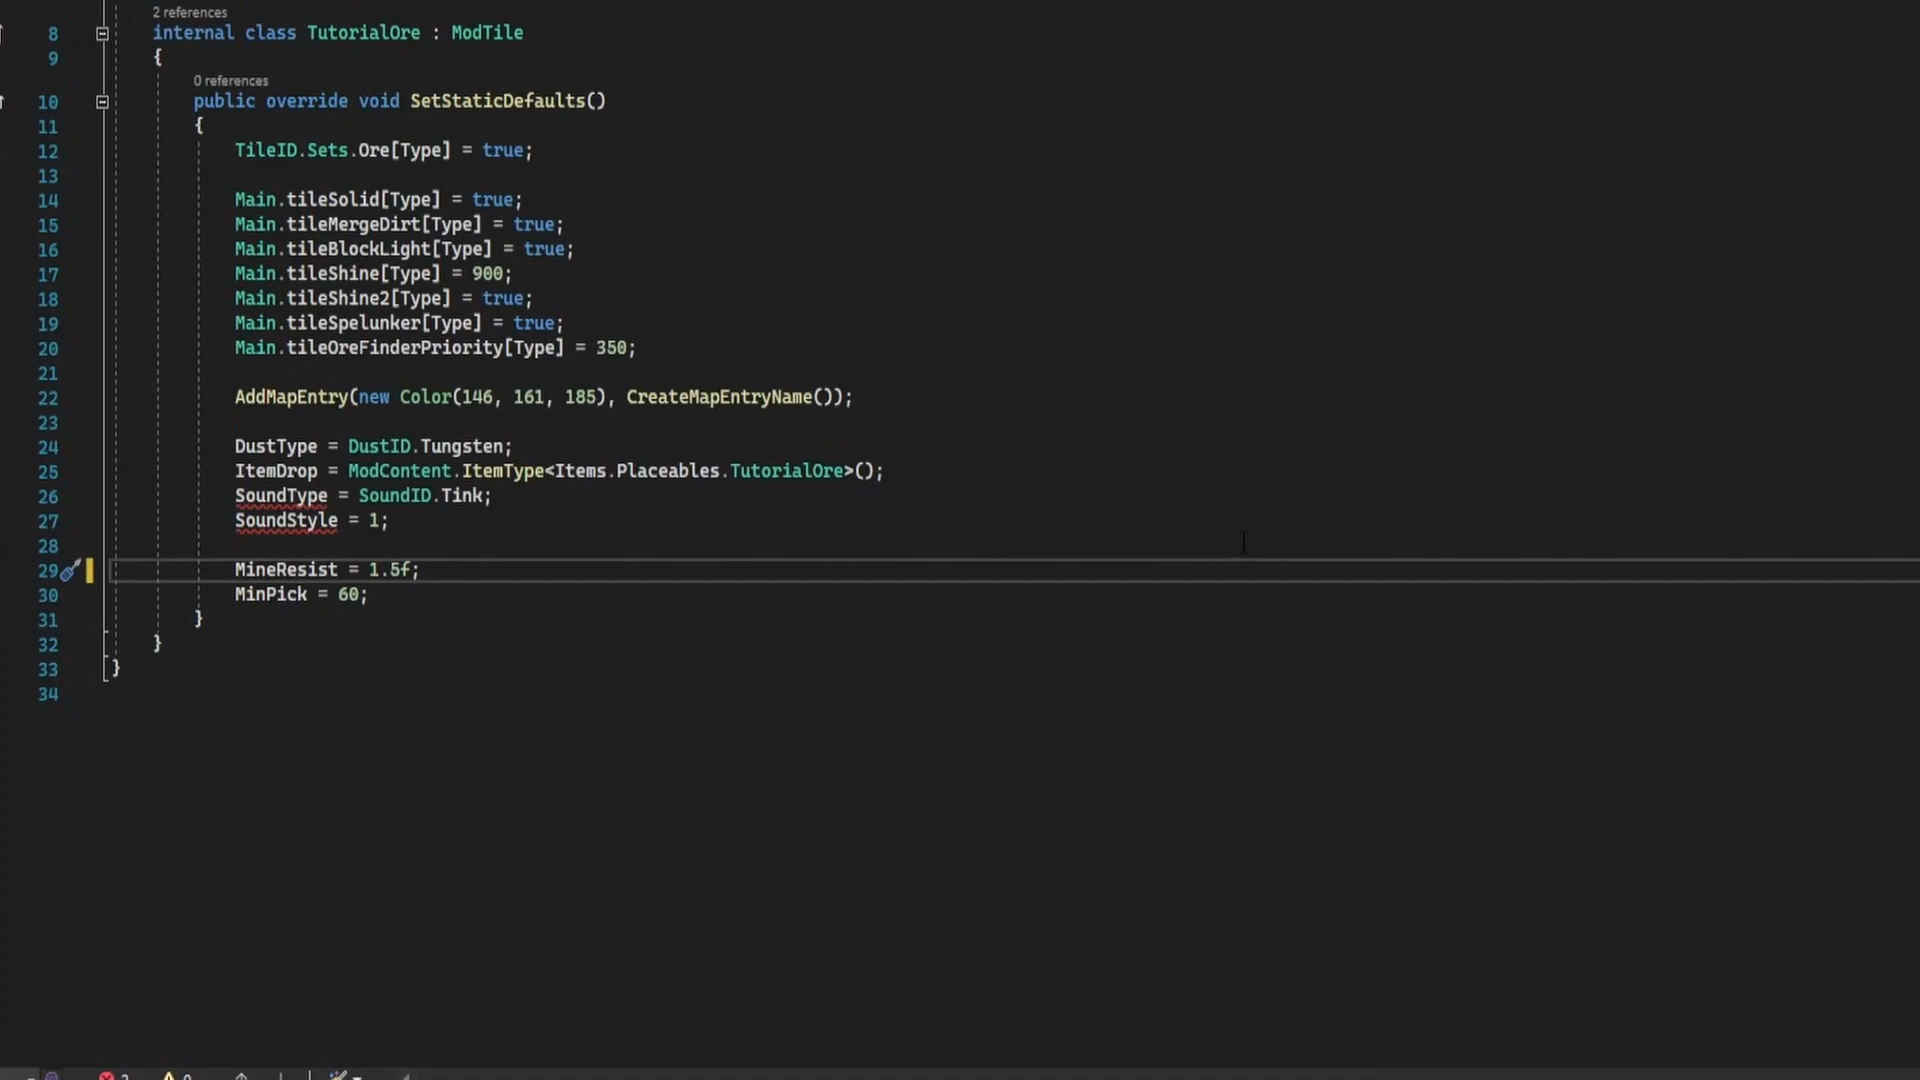 2 references
8 internal class TutorialOre : ModTile
9 {
0 references
10 public override void SetStaticDefaults()
11 {
12 TileID.Sets.Ore[Type] = true;
13
14 Main.tileSolid[Type] = true;
15 Main.tileMergeDirt[Type] = true;
16 Main.tileBlockLight[Type] = true;
17 Main.tileShine[Type] = 900;
18 Main.tileShine2[Type] = true;
19 Main.tileSpelunker[Type] = true;
20 Main.tileOreFinderPriority[Type] = 350;
21
22 AddMapEntry(new Color(146, 161, 185), CreateMapEntryName());
23
24 DustType = DustID.Tungsten;
25 ItemDrop = ModContent.ItemType<Items.Placeables.TutorialOre>();
26 SoundType = SoundID.Tink;
27 SoundStyle = 1;
28
29 MineResist = 1.5f;
30 MinPick = 60;
31 }
32 }
33 }
34